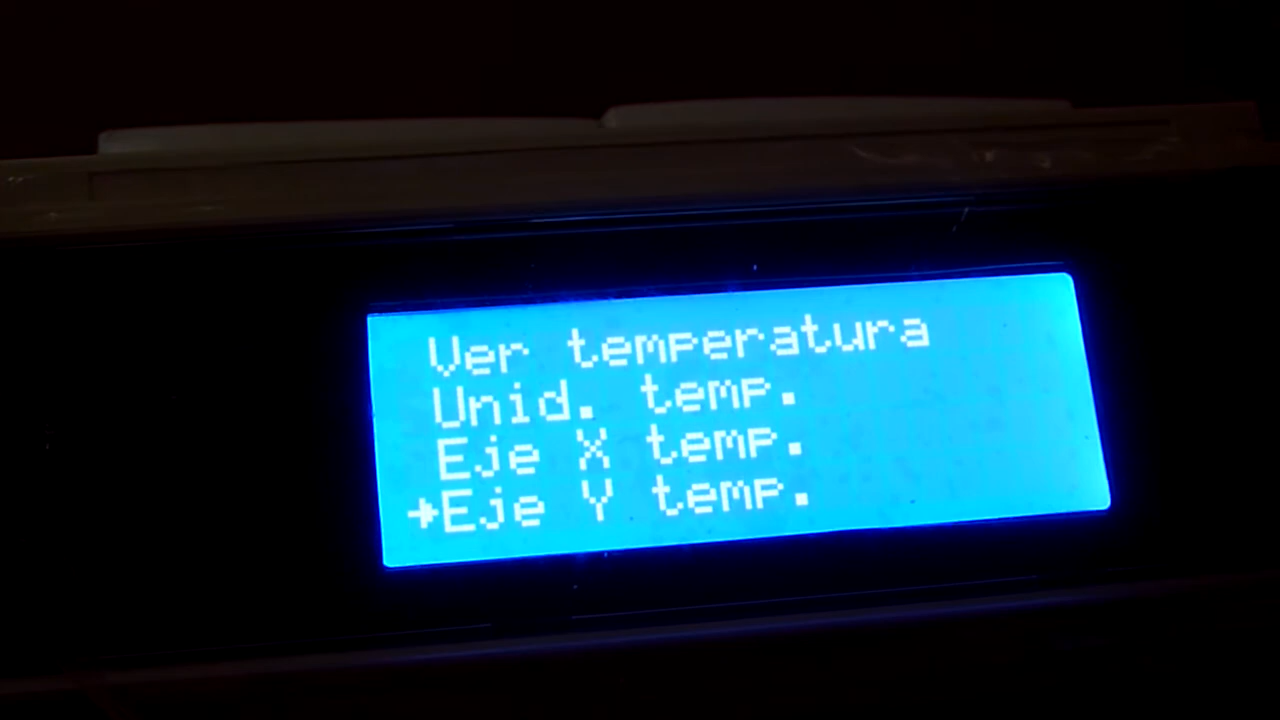 Ver temperatura
Unid. temp.
Eje X temp.
→Eje Y temp.